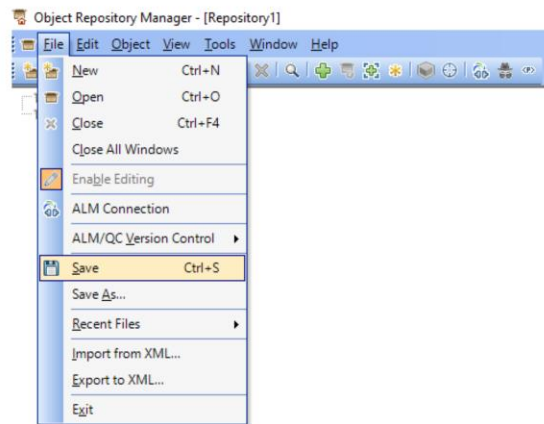 Object Repository Manager - [Repository1]
File Edit Object View Tools Window Help
New Ctrl+N
Open Ctrl+O
Close Ctrl+F4
Close All Windows
Enable Editing
ALM Connection
ALM/QC Version Control
Save Ctrl+S
Save As...
Recent Files
Import from XML...
Export to XML...
Exit